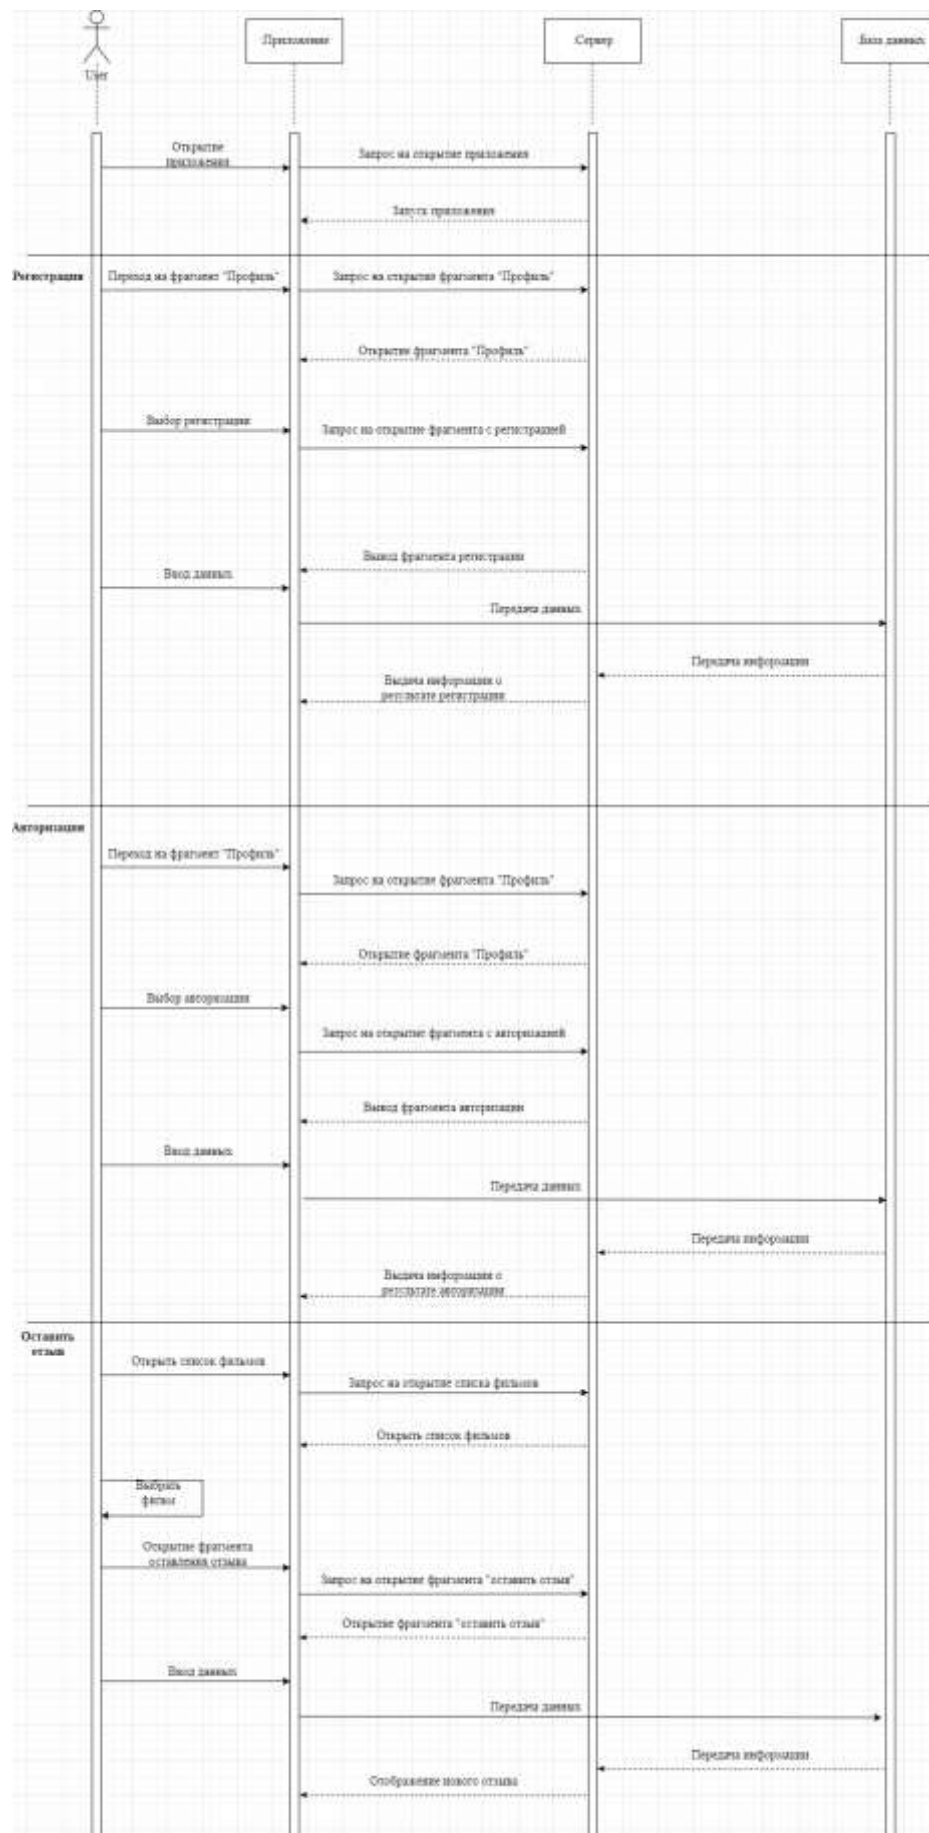 User
Приложение
Сервер
База данных
Открытие
приложения
Запрос на открытие приложения
Запуск приложения
Регистрация
Переход на фрагмент "Профиль"
Запрос на открытие фрагмента "Профиль"
Открытие фрагмента "Профиль"
Выбор регистрации
Запрос на открытие фрагмента с регистрацией
Вывод фрагмента регистрации
Ввод данных
Передача данных
Передача информации
Выдача информации о
результате регистрации
Авторизация
Переход на фрагмент "Профиль"
Запрос на открытие фрагмента "Профиль"
Открытие фрагмента "Профиль"
Выбор авторизации
Запрос на открытие фрагмента с авторизацией
Вывод фрагмента авторизации
Ввод данных
Передача данных
Передача информации
Выдача информации о
результате авторизации
Оставить
отзыв
Открыть список фильмов
Запрос на открытие списка фильмов
Открыть список фильмов
Выбрать
фильм
Открытие фрагмента
оставления отзыва
Запрос на открытие фрагмента "оставить отзыв"
Открытие фрагмента "оставить отзыв"
Ввод данных
Передача данных
Передача информации
Отображение нового отзыва